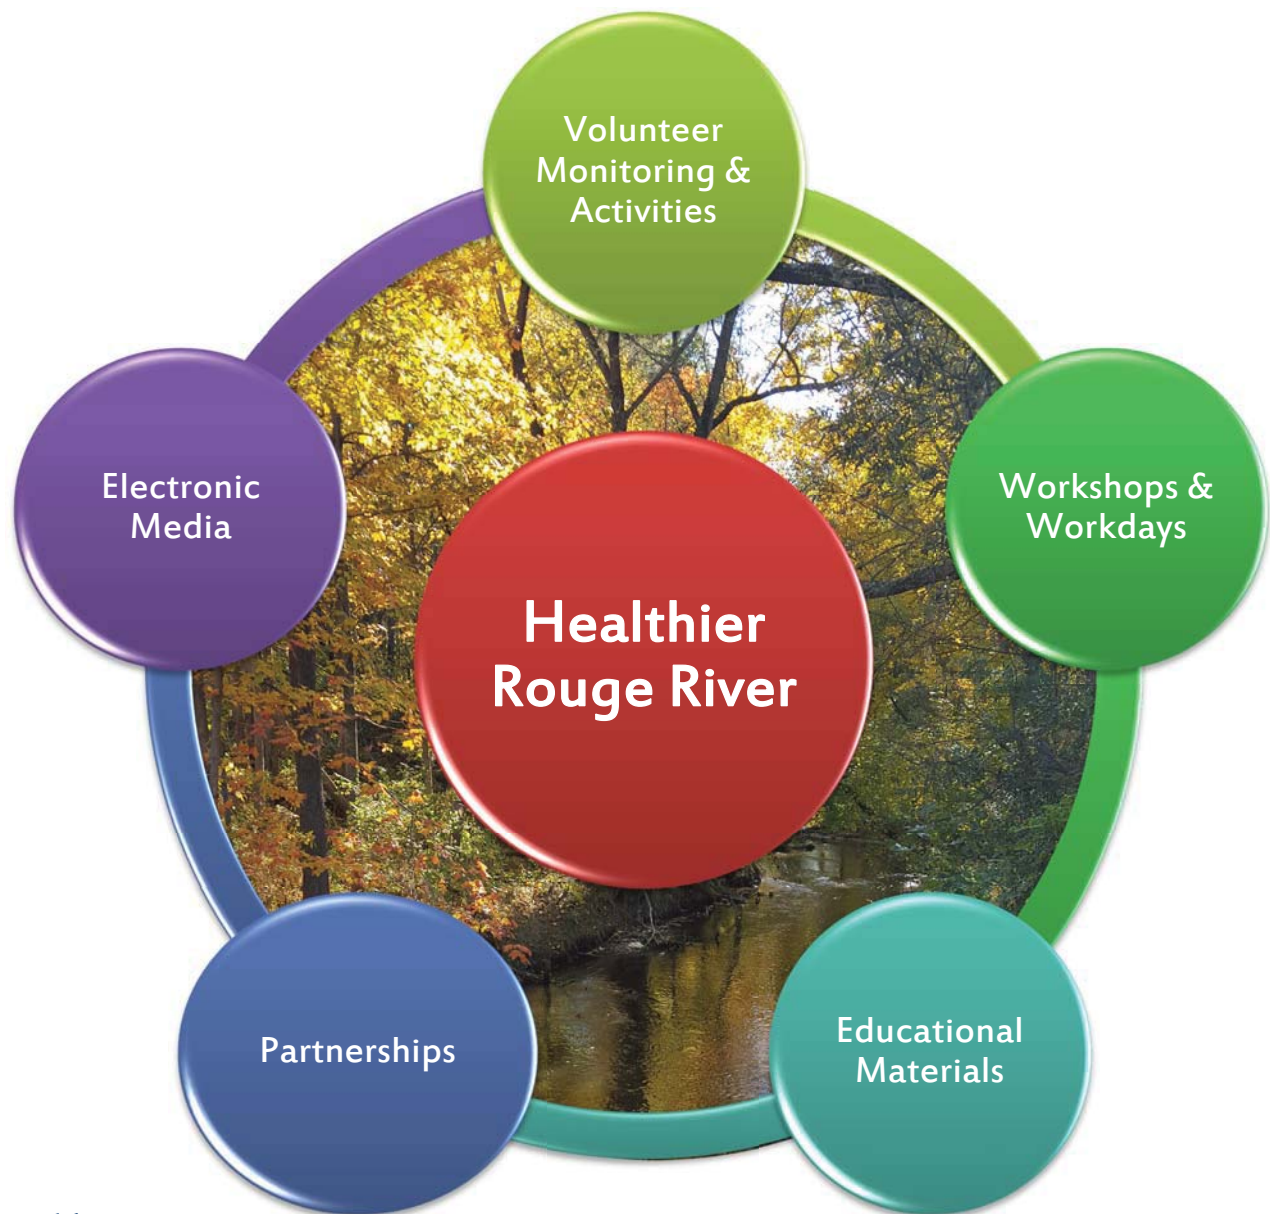 Volunteer
Monitoring &
Activities
Electronic
Media
Workshops &
Workdays
Healthier
Rouge River
Partnerships
Educational
Materials